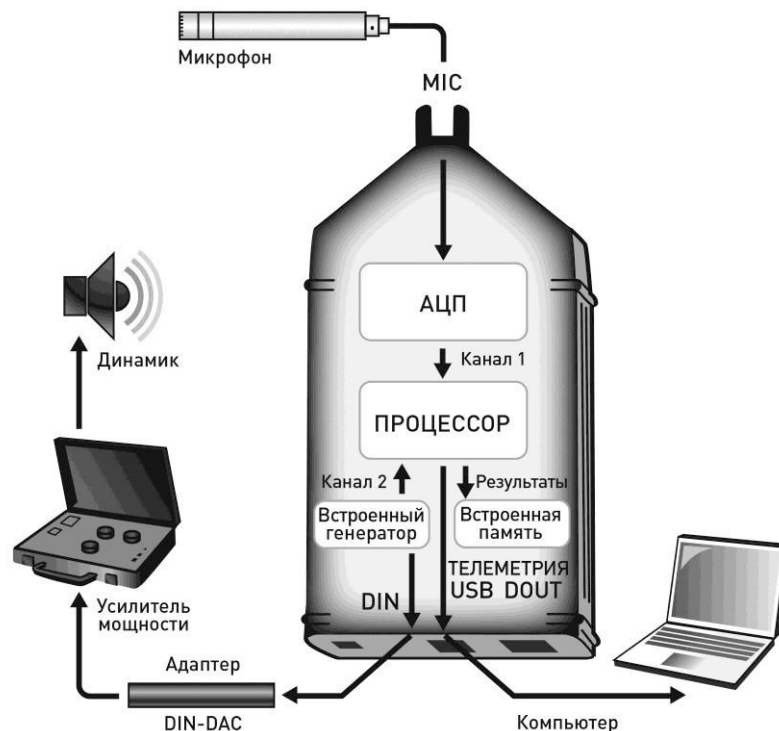 Микрофон
MIC
АЦП
Канал 1
Динамик
ПРОЦЕССОР
Канал 2
Результаты
Встроенный
генератор
Встроенная
память
ТЕЛЕМЕТРИЯ
USB DOUT
DIN
Усилитель
мощности
Адаптер
DIN-DAC
Компьютер